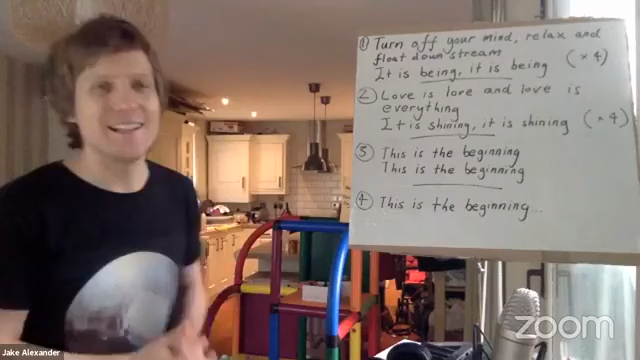 ① Turn off your mind, relax and
float down stream
It is being, it is being (x4)
② Love is love and love is
everything
It is shining, it is shining (x4)
③ This is the beginning
This is the beginning
④ This is the beginning...
Jake Alexander
zoom